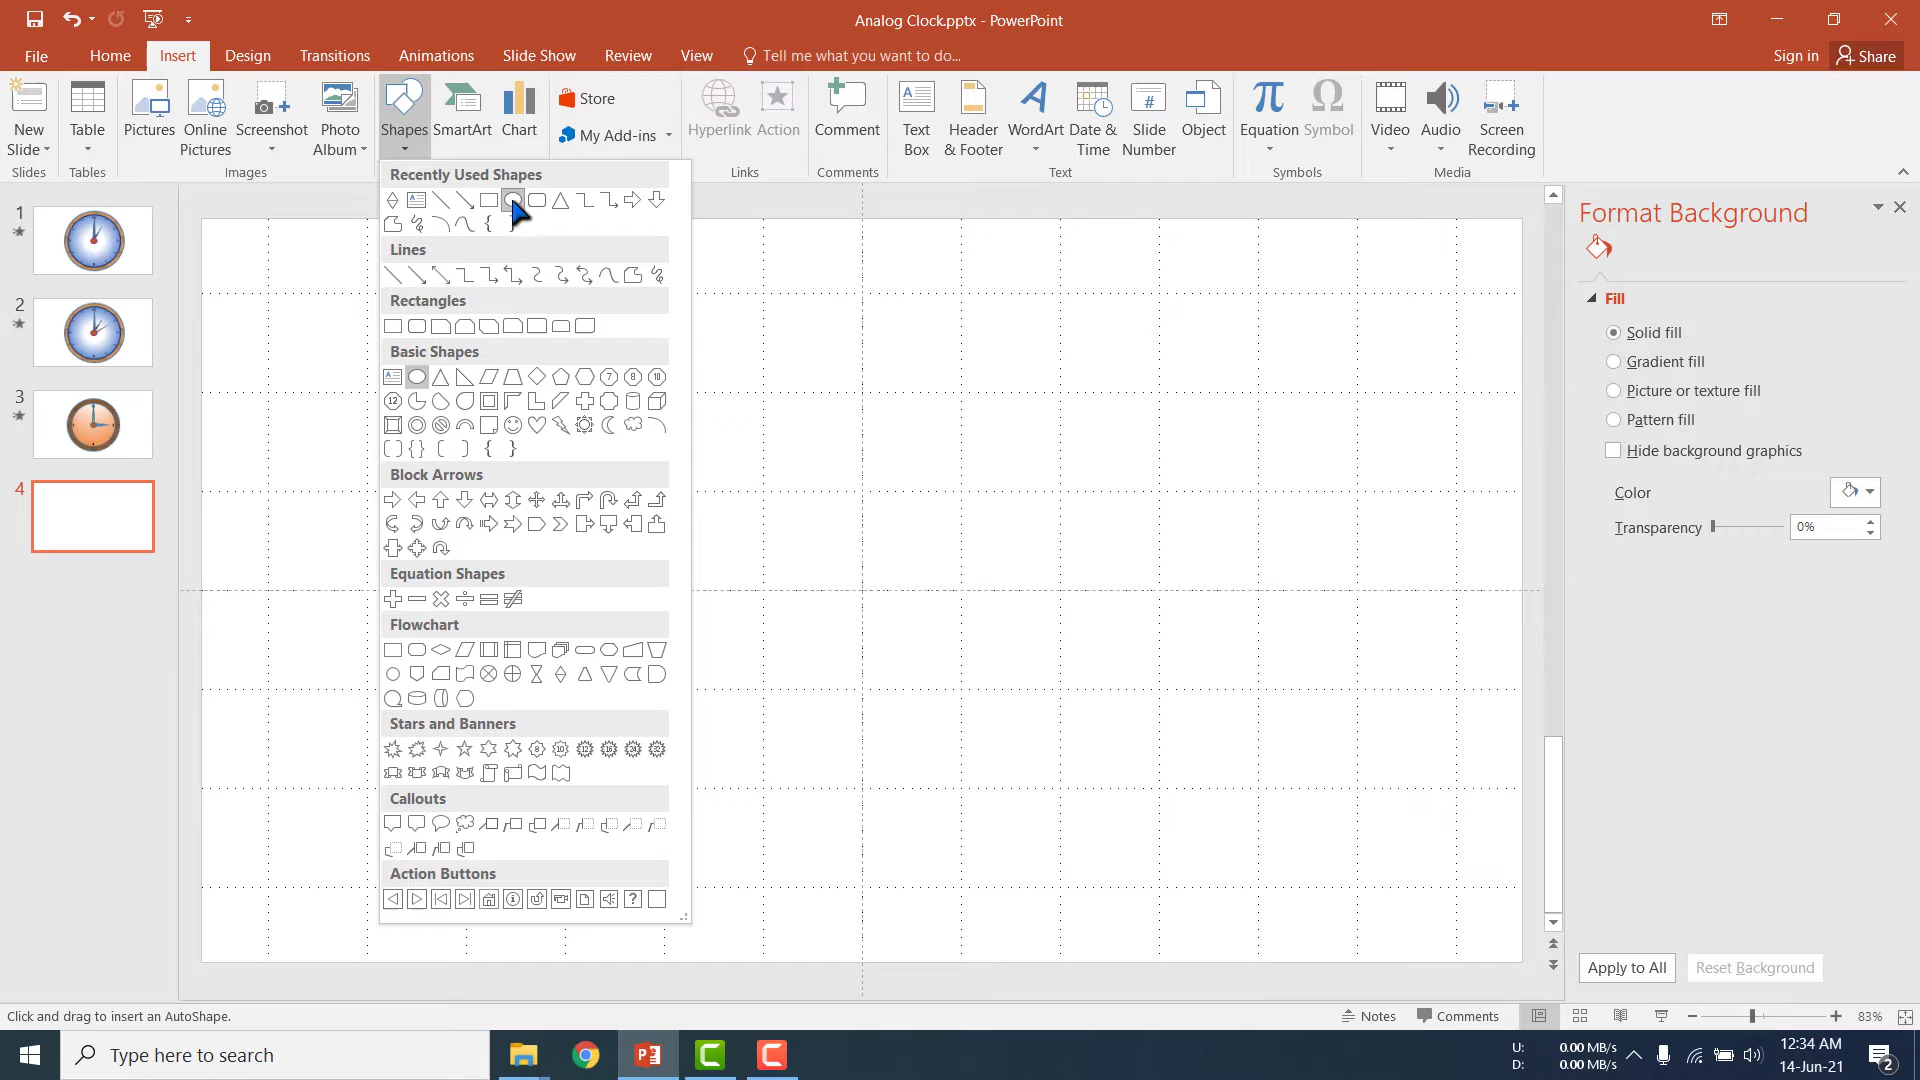 Analog Clock.pptx - PowerPoint
File Home Insert Design Transitions Animations Slide Show Review View Tell me what you want to do... Sign in Share
New Slide
Table
Pictures
Online Pictures
Screenshot
Photo Album
Shapes
SmartArt
Chart
Store
My Add-ins
Hyperlink
Action
Comment
Text Box
Header & Footer
WordArt
Date & Time
Slide Number
Object
Equation
Symbol
Video
Audio
Screen Recording
Slides Tables Images Links Comments Text Symbols Media
1
2
3
4
Recently Used Shapes
Lines
Rectangles
Basic Shapes
Block Arrows
Equation Shapes
Flowchart
Stars and Banners
Callouts
Action Buttons
Format Background
Fill
Solid fill
Gradient fill
Picture or texture fill
Pattern fill
Hide background graphics
Color
Transparency 0%
Apply to All Reset Background
Click and drag to insert an AutoShape.
Notes Comments 83%
Type here to search
U: 0.00 MB/s
D: 0.00 MB/s
12:34 AM
14-Jun-21
2